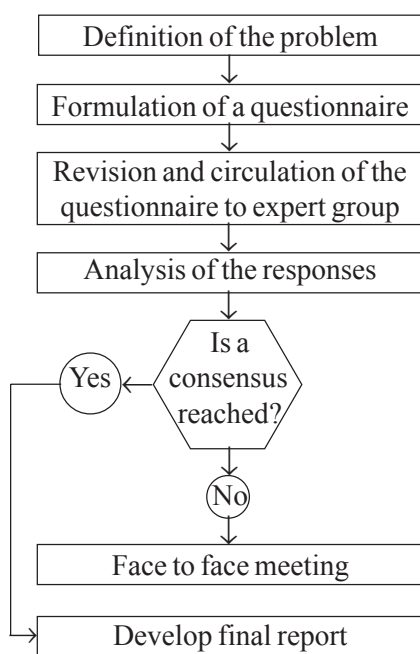 Definition of the problem
Formulation of a questionnaire
Revision and circulation of the
questionnaire to expert group
Analysis of the responses
Is a
consensus
reached?
Yes
No
Face to face meeting
Develop final report